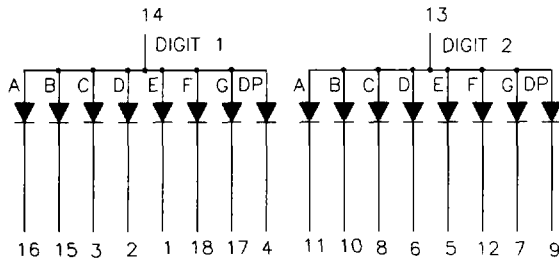 14 13
DIGIT 1 DIGIT 2
A B C D E F G DP A B C D E F G DP
16 15 3 2 1 18 17 4 11 10 8 6 5 12 7 9